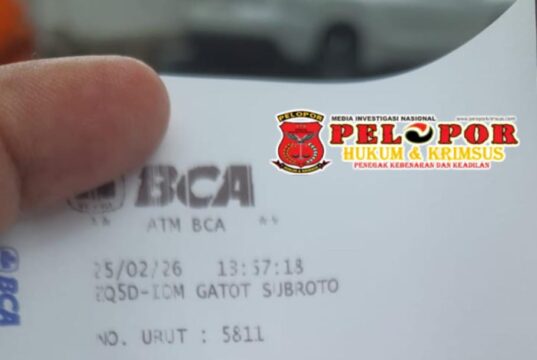 PELOPOR
MEDIA INVESTIGASI NASIONAL
PELOPOR
HUKUM & KRIMSUS
PENEGAK KEBENARAN DAN KEADILAN
BCA
** ATM BCA **
25/02/26 13:57:18
GATOT SUBROTO
NO. URUT : 5811
BCA